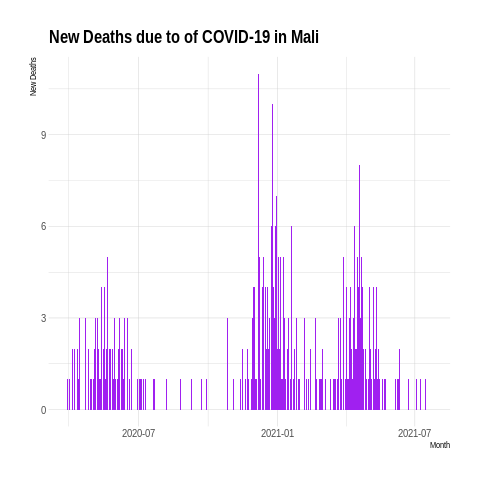 New Deaths due to of COVID-19 in Mali
New Deaths
9
6
3
0
2020-07
2021-01
2021-07
Month